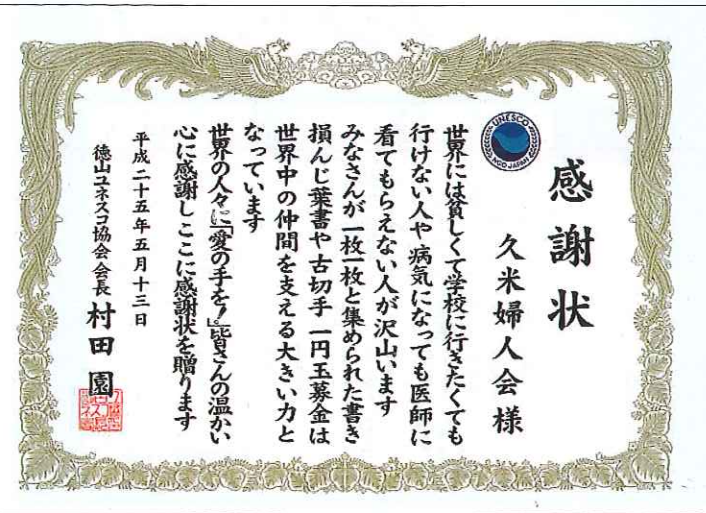 感謝状
久米婦人会様
UNESCO
NGO JAPAN
世界には貧しくて学校に行きたくても
行けない人や病気になっても医師に
看てもらえない人が沢山います
みなさんが一枚一枚と集められた書き
損んじ葉書や古切手一円玉募金は
世界中の仲間を支える大きい力と
なっています
世界の人々に「愛の手を!」皆さんの温かい
心に感謝しここに感謝状を贈ります
平成二十五年五月十三日
徳山ユネスコ協会会長 村田園